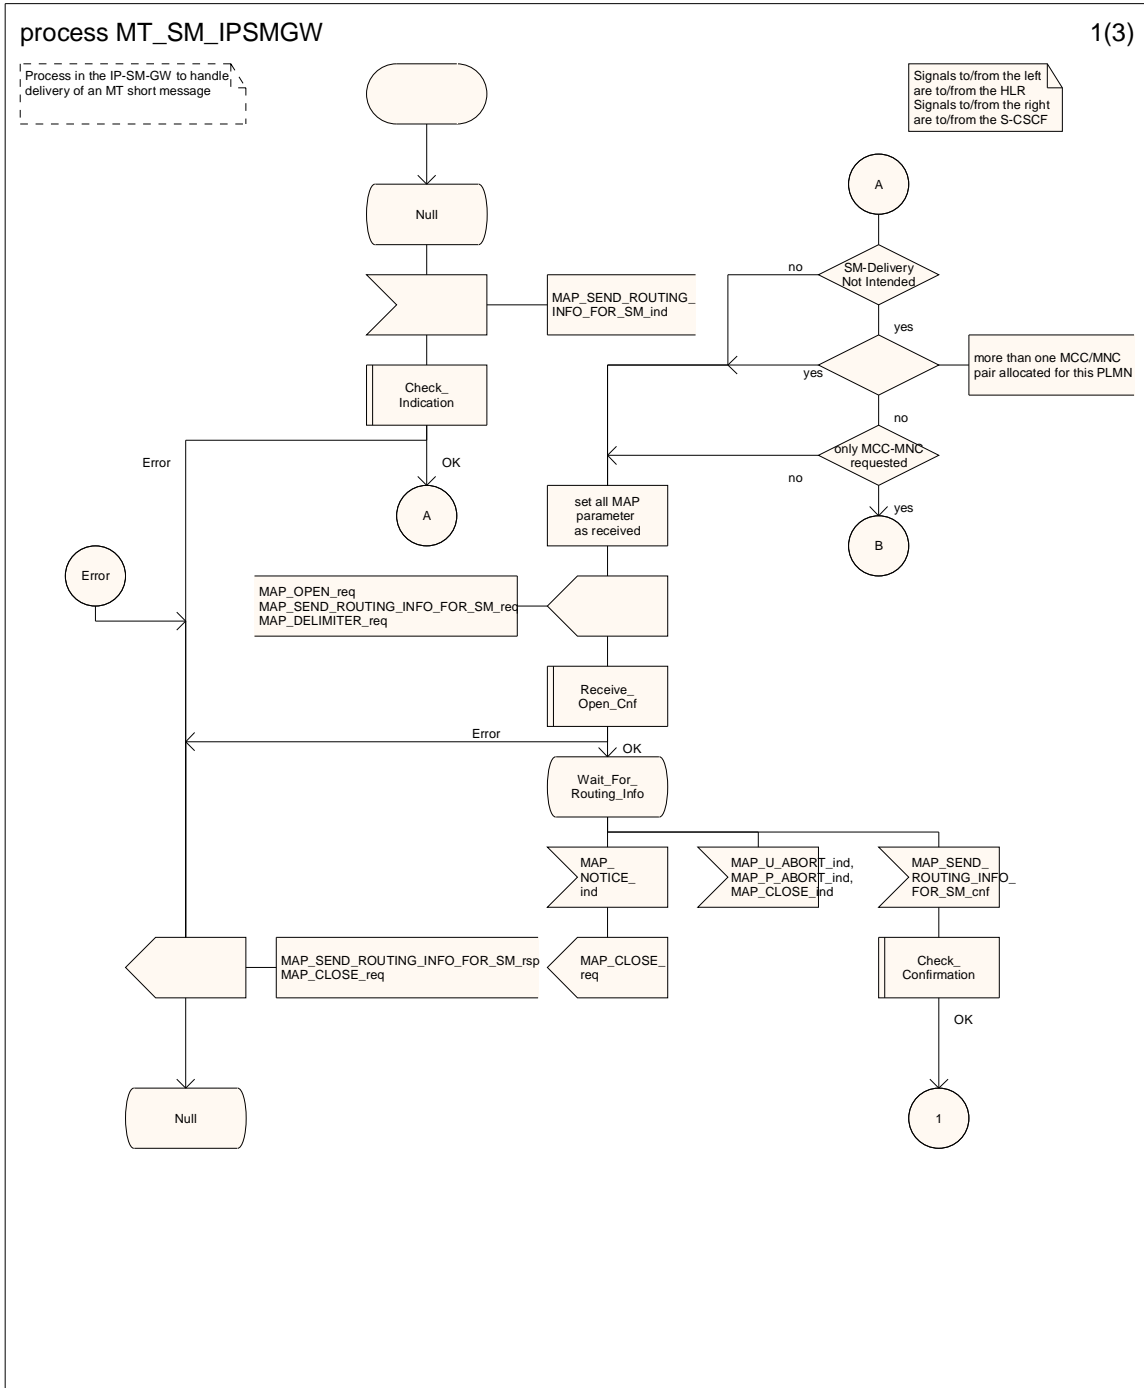 process MT_SM_IPSMGW
1(3)
Process in the IP-SM-GW to handle
delivery of an MT short message
Signals to/from the left
are to/from the HLR
Signals to/from the right
are to/from the S-CSCF
A
Null
SM-Delivery
Not Intended
no
yes
MAP_SEND_ROUTING_
INFO_FOR_SM_ind
more than one MCC/MNC
pair allocated for this PLMN
yes
no
Check_
Indication
Error
OK
A
only MCC-MNC
requested
no
yes
B
set all MAP
parameter
as received
Error
MAP_OPEN_req
MAP_SEND_ROUTING_INFO_FOR_SM_req
MAP_DELIMITER_req
Receive_
Open_Cnf
Error
OK
Wait_For_
Routing_Info
MAP_
NOTICE_
ind
MAP_U_ABORT_ind,
MAP_P_ABORT_ind,
MAP_CLOSE_ind
MAP_SEND_
ROUTING_INFO_
FOR_SM_cnf
MAP_SEND_ROUTING_INFO_FOR_SM_rsp
MAP_CLOSE_req
MAP_CLOSE_
req
Check_
Confirmation
OK
Null
1